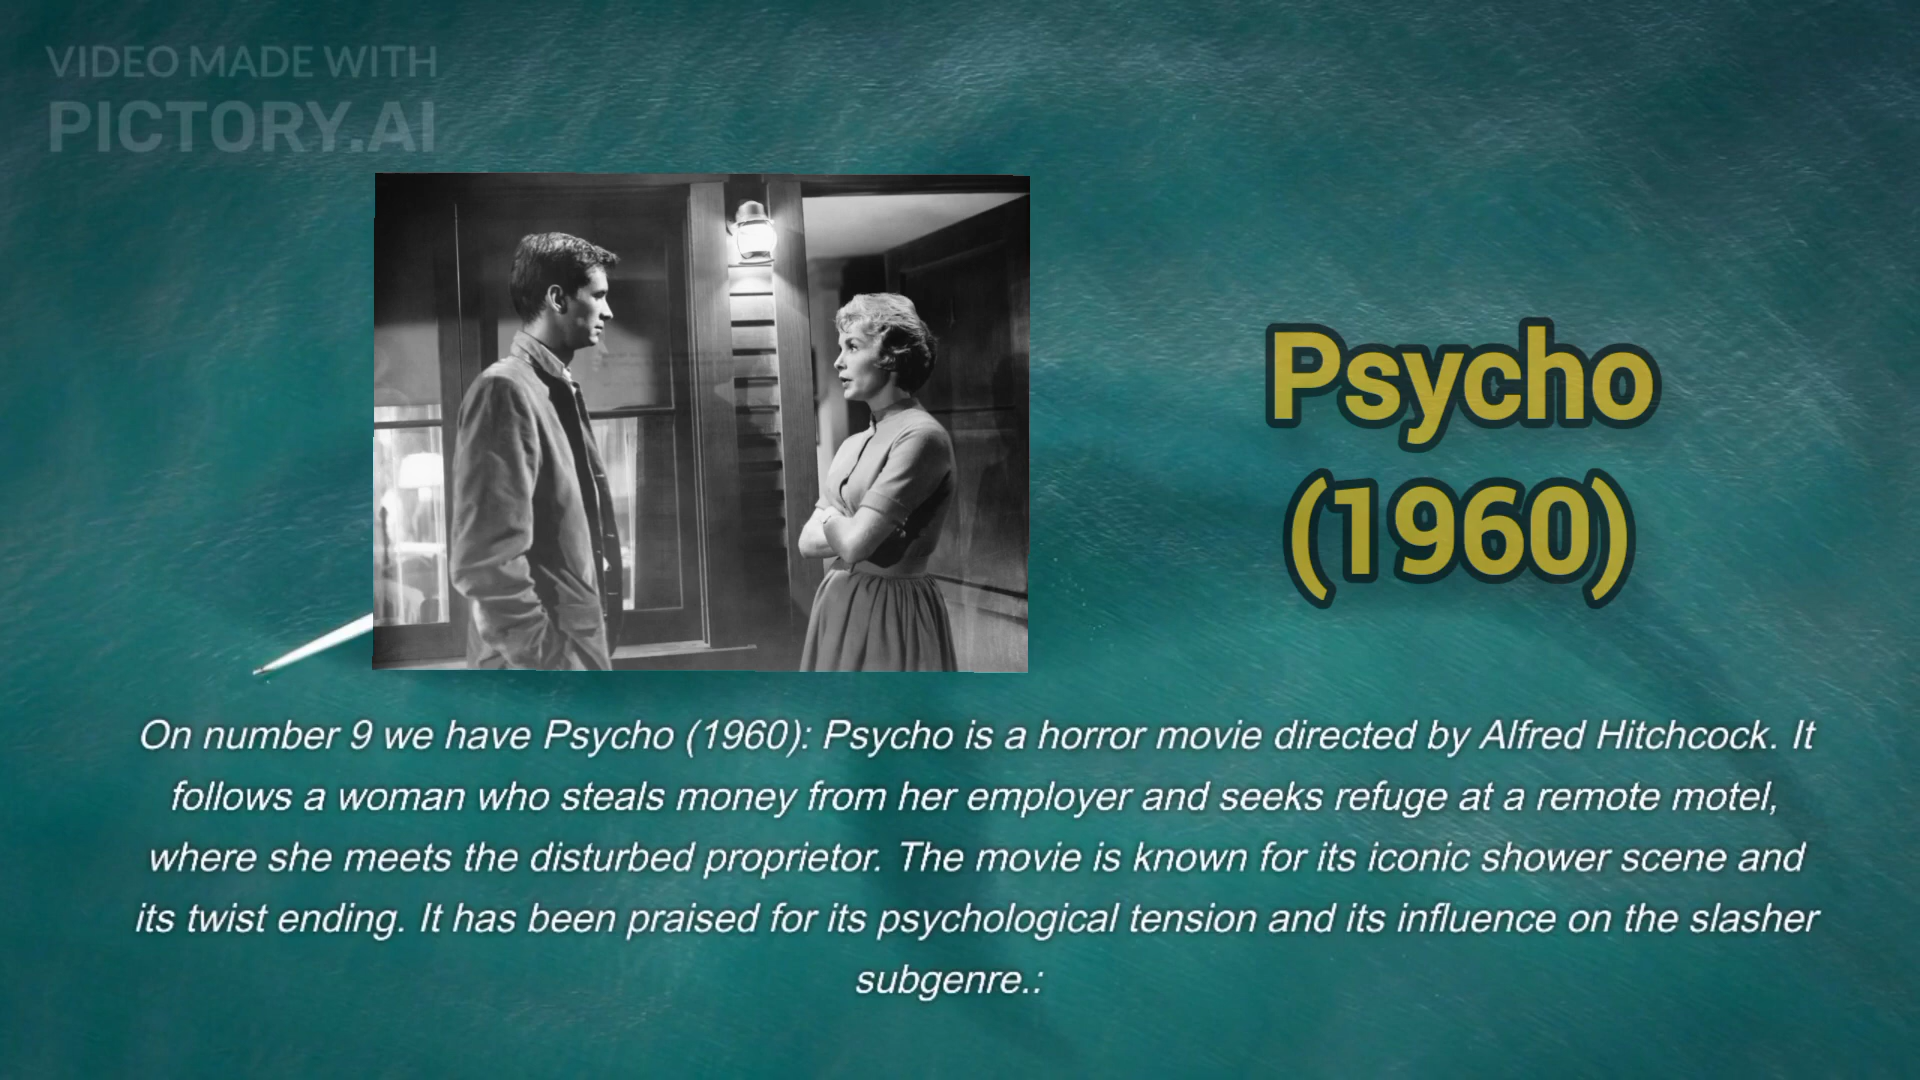 VIDEO MADE WITH
PICTORY.AI
Psycho
(1960)
On number 9 we have Psycho (1960): Psycho is a horror movie directed by Alfred Hitchcock. It
follows a woman who steals money from her employer and seeks refuge at a remote motel,
where she meets the disturbed proprietor. The movie is known for its iconic shower scene and
its twist ending. It has been praised for its psychological tension and its influence on the slasher
subgenre.: